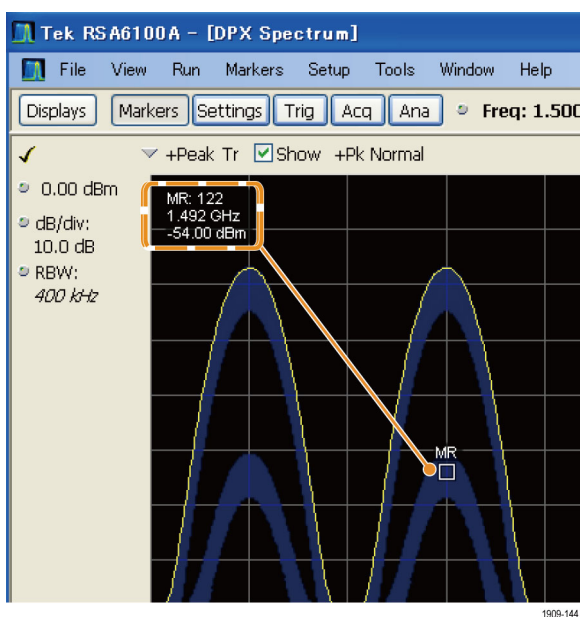 Tek RSA6100A - [DPX Spectrum]
File View Run Markers Setup Tools Window Help
Displays Markers Settings Trig Acq Ana Freq: 1.500
+Peak Tr Show +Pk Normal
0.00 dBm
dB/div:
10.0 dB
RBW:
400 kHz
MR: 122
1.492 GHz
-54.00 dBm
MR
1909-144